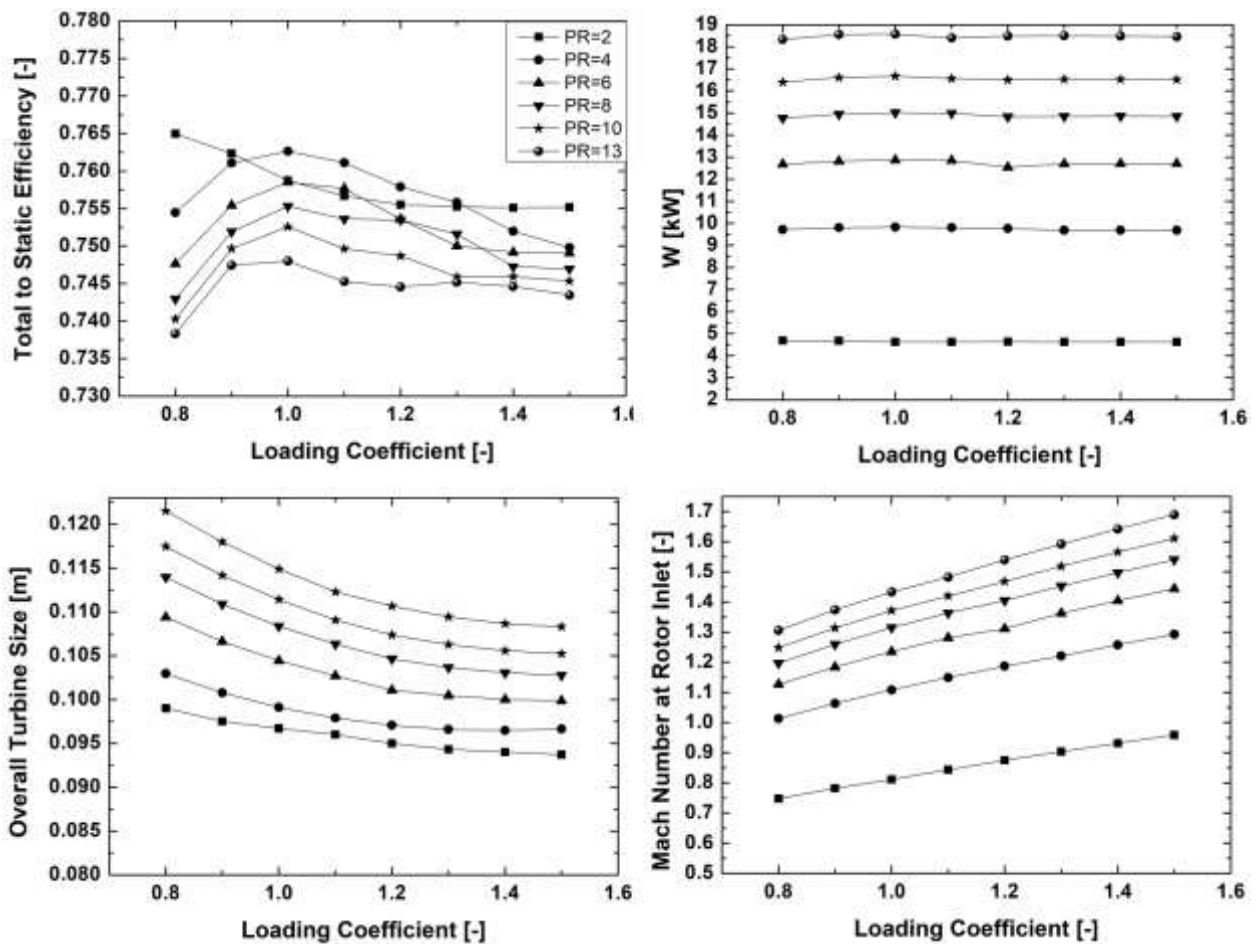 Total to Static Efficiency [-]
0.780
0.775
0.770
0.765
0.760
0.755
0.750
0.745
0.740
0.735
0.730
0.8 1.0 1.2 1.4 1.6
Loading Coefficient [-]
PR=2
PR=4
PR=6
PR=8
PR=10
PR=13
W [kW]
19
18
17
16
15
14
13
12
11
10
9
8
7
6
5
4
3
2
0.8 1.0 1.2 1.4 1.6
Loading Coefficient [-]
Overall Turbine Size [m]
0.120
0.115
0.110
0.105
0.100
0.095
0.090
0.085
0.080
0.8 1.0 1.2 1.4 1.6
Loading Coefficient [-]
Mach Number at Rotor Inlet [-]
1.7
1.6
1.5
1.4
1.3
1.2
1.1
1.0
0.9
0.8
0.7
0.6
0.5
0.8 1.0 1.2 1.4 1.6
Loading Coefficient [-]